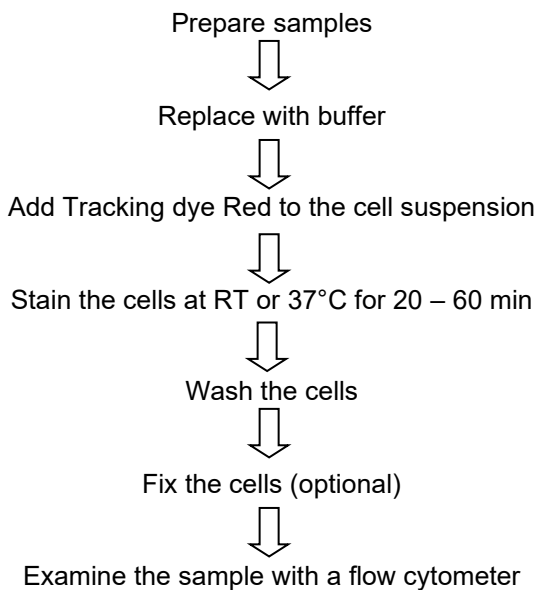 Prepare samples
Replace with buffer
Add Tracking dye Red to the cell suspension
Stain the cells at RT or 37°C for 20 – 60 min
Wash the cells
Fix the cells (optional)
Examine the sample with a flow cytometer